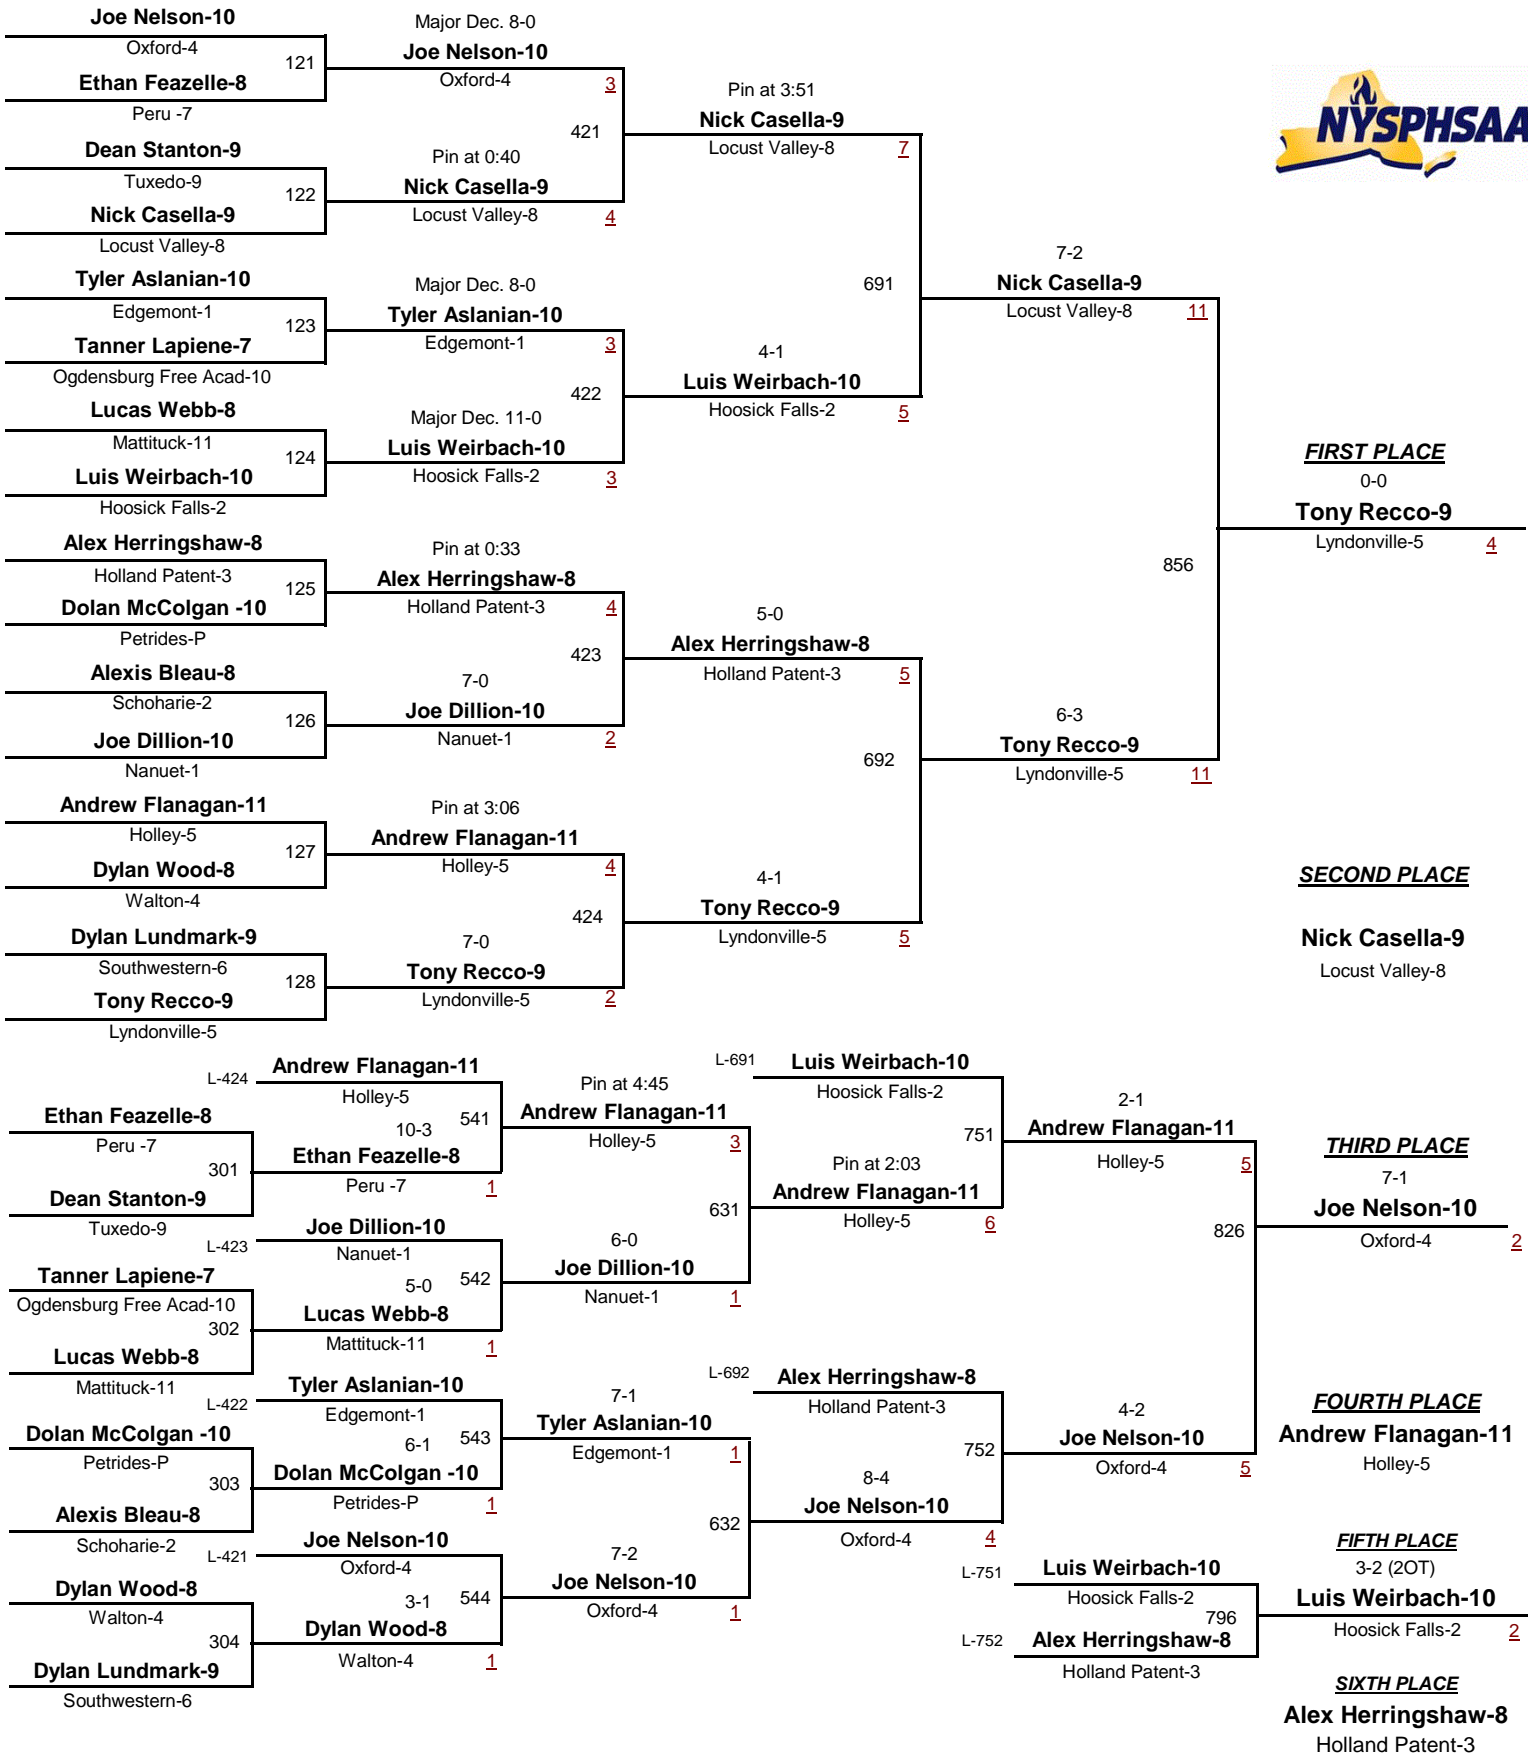 Joe Nelson-10
Oxford-4
121
Ethan Feazelle-8
Peru -7
Dean Stanton-9
Tuxedo-9
122
Nick Casella-9
Locust Valley-8
Tyler Aslanian-10
Edgemont-1
123
Tanner Lapiene-7
Ogdensburg Free Acad-10
Lucas Webb-8
Mattituck-11
124
Luis Weirbach-10
Hoosick Falls-2
Alex Herringshaw-8
Holland Patent-3
125
Dolan McColgan -10
Petrides-P
Alexis Bleau-8
Schoharie-2
126
Joe Dillion-10
Nanuet-1
Andrew Flanagan-11
Holley-5
127
Dylan Wood-8
Walton-4
Dylan Lundmark-9
Southwestern-6
128
Tony Recco-9
Lyndonville-5
Major Dec. 8-0
Joe Nelson-10
Oxford-4
3
421
Pin at 0:40
Nick Casella-9
Locust Valley-8
4
Major Dec. 8-0
Tyler Aslanian-10
Edgemont-1
3
422
Major Dec. 11-0
Luis Weirbach-10
Hoosick Falls-2
3
Pin at 0:33
Alex Herringshaw-8
Holland Patent-3
4
423
7-0
Joe Dillion-10
Nanuet-1
2
Pin at 3:06
Andrew Flanagan-11
Holley-5
4
424
7-0
Tony Recco-9
Lyndonville-5
2
Pin at 3:51
Nick Casella-9
Locust Valley-8
7
691
4-1
Luis Weirbach-10
Hoosick Falls-2
5
5-0
Alex Herringshaw-8
Holland Patent-3
5
692
4-1
Tony Recco-9
Lyndonville-5
5
7-2
Nick Casella-9
Locust Valley-8
11
856
6-3
Tony Recco-9
Lyndonville-5
11
NYSPHSAA
FIRST PLACE
0-0
Tony Recco-9
Lyndonville-5
4
SECOND PLACE
Nick Casella-9
Locust Valley-8
L-424
Andrew Flanagan-11
Holley-5
541
Ethan Feazelle-8
Peru -7
301
Dean Stanton-9
Tuxedo-9
10-3
Ethan Feazelle-8
Peru -7
1
L-423
Joe Dillion-10
Nanuet-1
542
Tanner Lapiene-7
Ogdensburg Free Acad-10
302
Lucas Webb-8
Mattituck-11
5-0
Lucas Webb-8
Mattituck-11
1
L-422
Tyler Aslanian-10
Edgemont-1
543
Dolan McColgan -10
Petrides-P
303
Alexis Bleau-8
Schoharie-2
6-1
Dolan McColgan -10
Petrides-P
1
L-421
Joe Nelson-10
Oxford-4
544
Dylan Wood-8
Walton-4
304
Dylan Lundmark-9
Southwestern-6
3-1
Dylan Wood-8
Walton-4
1
Pin at 4:45
Andrew Flanagan-11
Holley-5
3
631
6-0
Joe Dillion-10
Nanuet-1
1
7-1
Tyler Aslanian-10
Edgemont-1
1
632
7-2
Joe Nelson-10
Oxford-4
1
L-691
Luis Weirbach-10
Hoosick Falls-2
751
Pin at 2:03
Andrew Flanagan-11
Holley-5
6
L-692
Alex Herringshaw-8
Holland Patent-3
752
8-4
Joe Nelson-10
Oxford-4
4
2-1
Andrew Flanagan-11
Holley-5
5
826
4-2
Joe Nelson-10
Oxford-4
5
THIRD PLACE
7-1
Joe Nelson-10
Oxford-4
2
FOURTH PLACE
Andrew Flanagan-11
Holley-5
L-751
Luis Weirbach-10
Hoosick Falls-2
796
L-752
Alex Herringshaw-8
Holland Patent-3
FIFTH PLACE
3-2 (2OT)
Luis Weirbach-10
Hoosick Falls-2
2
SIXTH PLACE
Alex Herringshaw-8
Holland Patent-3